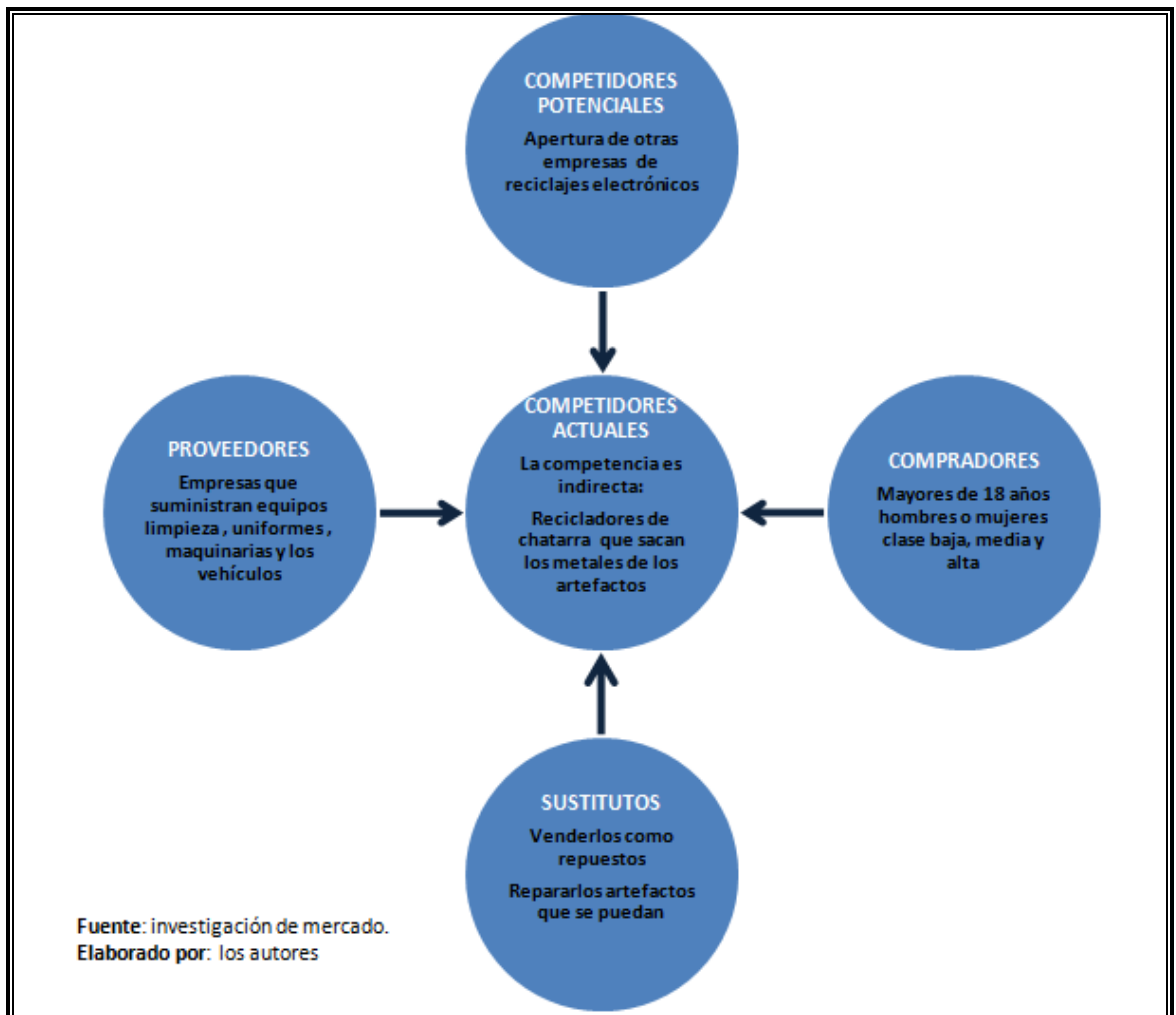 COMPETIDORES
POTENCIALES
Apertura de otras
empresas de
reciclajes electrónicos
PROVEEDORES
Empresas que
suministran equipos
limpieza , uniformes ,
maquinarias y los
vehículos
COMPETIDORES
ACTUALES
La competencia es
indirecta:
Recicladores de
chatarra que sacan
los metales de los
artefactos
COMPRADORES
Mayores de 18 años
hombres o mujeres
clase baja, media y
alta
SUSTITUTOS
Venderlos como
repuestos
Repararlos artefactos
que se puedan
Fuente: investigación de mercado.
Elaborado por: los autores